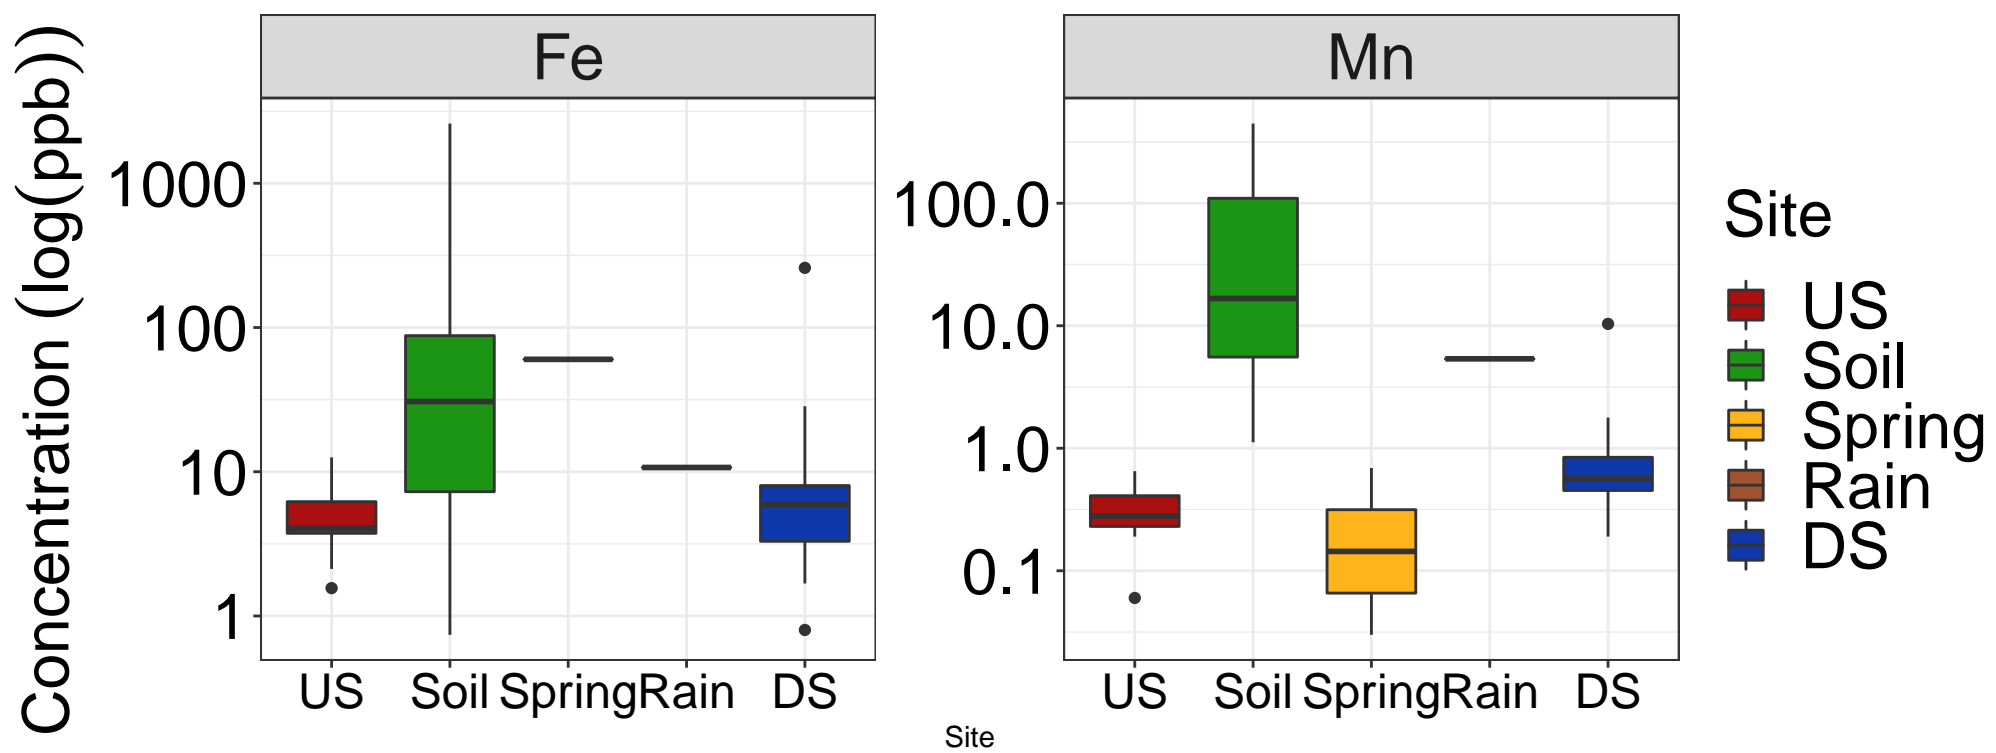 Concentration (log(ppb))
Fe
1000
100
10
1
US Soil Spring Rain DS
Mn
100.0
10.0
1.0
0.1
US Soil Spring Rain DS
Site
Site
US
Soil
Spring
Rain
DS